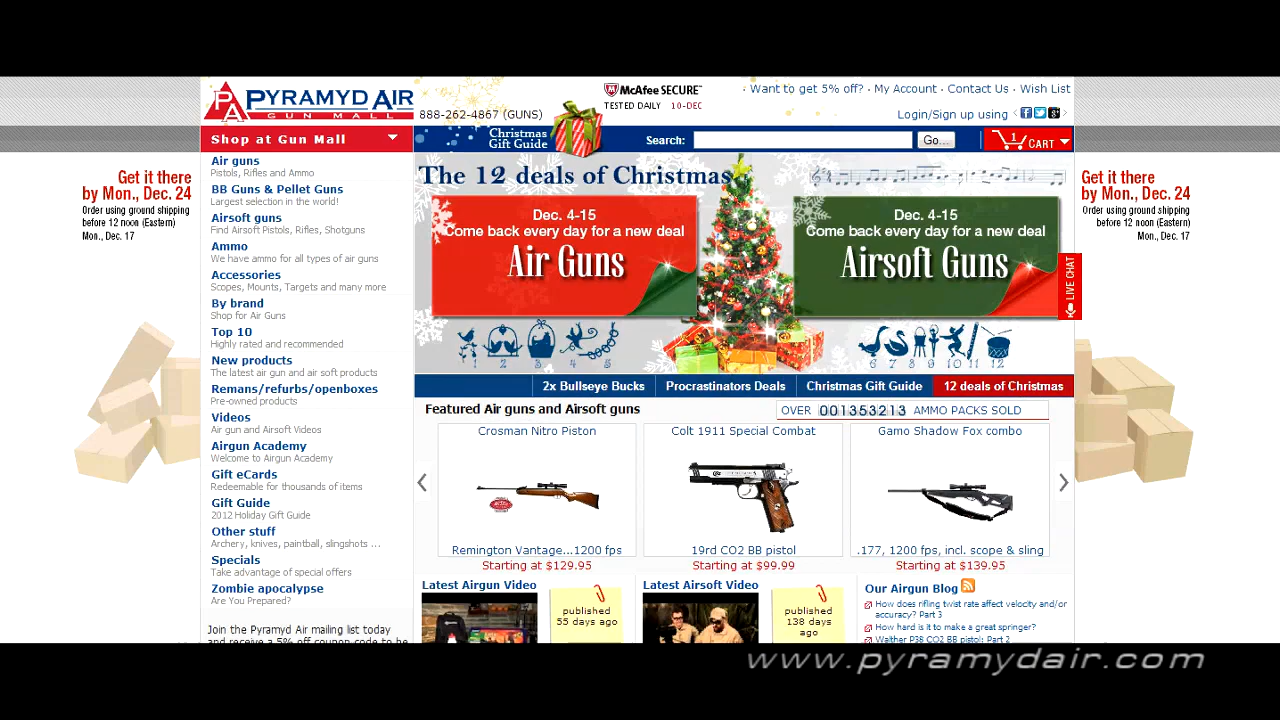 PYRAMYD AIR
GUN MALL
888-262-4867 (GUNS)
McAfee SECURE
TESTED DAILY 10-DEC
Want to get 5% off? · My Account · Contact Us · Wish List
Login/Sign up using
Shop at Gun Mall
Christmas
Gift Guide
Search:
Go...
1
CART
Get it there
by Mon., Dec. 24
Order using ground shipping
before 12 noon (Eastern)
Mon., Dec. 17
Air guns
Pistols, Rifles and Ammo
BB Guns & Pellet Guns
Largest selection in the world!
Airsoft guns
Find Airsoft Pistols, Rifles, Shotguns
Ammo
We have ammo for all types of air guns
Accessories
Scopes, Mounts, Targets and many more
By brand
Shop for Air Guns
Top 10
Highly rated and recommended
New products
The latest air gun and air soft products
Remans/refurbs/openboxes
Pre-owned products
Videos
Air gun and Airsoft Videos
Airgun Academy
Welcome to Airgun Academy
Gift eCards
Redeemable for thousands of items
Gift Guide
2012 Holiday Gift Guide
Other stuff
Archery, knives, paintball, slingshots ...
Specials
Take advantage of special offers
Zombie apocalypse
Are You Prepared?
Join the Pyramyd Air mailing list today
and receive a 5% off coupon code to be
The 12 deals of Christmas
Dec. 4-15
Come back every day for a new deal
Air Guns
Dec. 4-15
Come back every day for a new deal
Airsoft Guns
1 2 3 4 5
6 7 8 9 10 11 12
Get it there
by Mon., Dec. 24
Order using ground shipping
before 12 noon (Eastern)
Mon., Dec. 17
LIVE CHAT
2x Bullseye Bucks
Procrastinators Deals
Christmas Gift Guide
12 deals of Christmas
Featured Air guns and Airsoft guns
OVER 001353213 AMMO PACKS SOLD
Crosman Nitro Piston
Remington Vantage...1200 fps
Starting at $129.95
Colt 1911 Special Combat
19rd CO2 BB pistol
Starting at $99.99
Gamo Shadow Fox combo
.177, 1200 fps, incl. scope & sling
Starting at $139.95
Latest Airgun Video
published
55 days ago
Latest Airsoft Video
published
138 days
ago
Our Airgun Blog
How does rifling twist rate affect velocity and/or
accuracy? Part 3
How hard is it to make a great springer?
Walther P38 CO2 BB pistol: Part 2
www.pyramydair.com